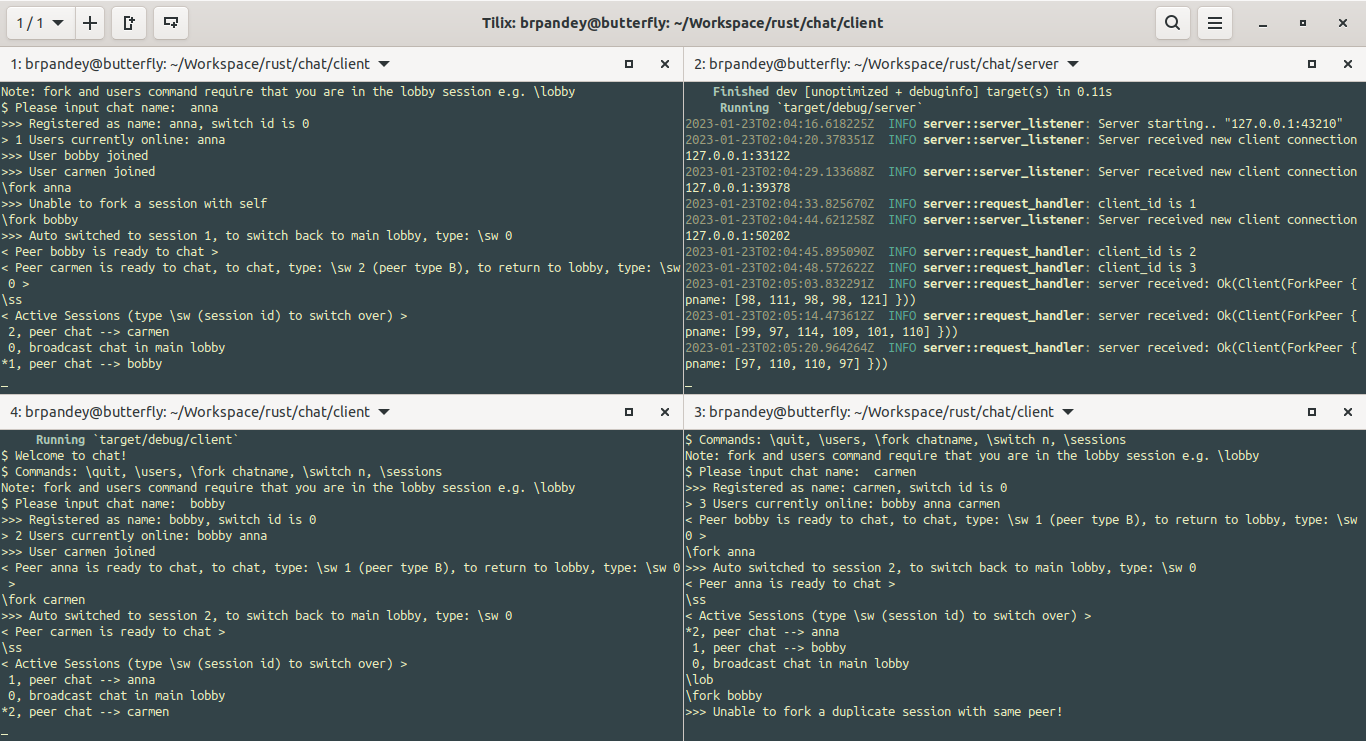 1 / 1
Tilix: brpandey@butterfly: ~/Workspace/rust/chat/client
1: brpandey@butterfly: ~/Workspace/rust/chat/client
Note: fork and users command require that you are in the lobby session e.g. \lobby
$ Please input chat name:  anna
>>> Registered as name: anna, switch id is 0
> 1 Users currently online: anna
>>> User bobby joined
>>> User carmen joined
\fork anna
>>> Unable to fork a session with self
\fork bobby
>>> Auto switched to session 1, to switch back to main lobby, type: \sw 0
< Peer bobby is ready to chat >
< Peer carmen is ready to chat, to chat, type: \sw 2 (peer type B), to return to lobby, type: \sw
 0 >
\ss
< Active Sessions (type \sw (session id) to switch over) >
 2, peer chat --> carmen
 0, broadcast chat in main lobby
*1, peer chat --> bobby
2: brpandey@butterfly: ~/Workspace/rust/chat/server
    Finished dev [unoptimized + debuginfo] target(s) in 0.11s
     Running `target/debug/server`
2023-01-23T02:04:16.618225Z  INFO server::server_listener: Server starting.. "127.0.0.1:43210"
2023-01-23T02:04:20.378351Z  INFO server::server_listener: Server received new client connection
127.0.0.1:33122
2023-01-23T02:04:29.133688Z  INFO server::server_listener: Server received new client connection
127.0.0.1:39378
2023-01-23T02:04:33.825670Z  INFO server::request_handler: client_id is 1
2023-01-23T02:04:44.621258Z  INFO server::server_listener: Server received new client connection
127.0.0.1:50202
2023-01-23T02:04:45.895090Z  INFO server::request_handler: client_id is 2
2023-01-23T02:04:48.572622Z  INFO server::request_handler: client_id is 3
2023-01-23T02:05:03.832291Z  INFO server::request_handler: server received: Ok(Client(ForkPeer {
pname: [98, 111, 98, 98, 121] }))
2023-01-23T02:05:14.473612Z  INFO server::request_handler: server received: Ok(Client(ForkPeer {
pname: [99, 97, 114, 109, 101, 110] }))
2023-01-23T02:05:20.964264Z  INFO server::request_handler: server received: Ok(Client(ForkPeer {
pname: [97, 110, 110, 97] }))
4: brpandey@butterfly: ~/Workspace/rust/chat/client
     Running `target/debug/client`
$ Welcome to chat!
$ Commands: \quit, \users, \fork chatname, \switch n, \sessions
Note: fork and users command require that you are in the lobby session e.g. \lobby
$ Please input chat name:  bobby
>>> Registered as name: bobby, switch id is 0
> 2 Users currently online: bobby anna
>>> User carmen joined
< Peer anna is ready to chat, to chat, type: \sw 1 (peer type B), to return to lobby, type: \sw 0
 >
\fork carmen
>>> Auto switched to session 2, to switch back to main lobby, type: \sw 0
< Peer carmen is ready to chat >
\ss
< Active Sessions (type \sw (session id) to switch over) >
 1, peer chat --> anna
 0, broadcast chat in main lobby
*2, peer chat --> carmen
3: brpandey@butterfly: ~/Workspace/rust/chat/client
$ Commands: \quit, \users, \fork chatname, \switch n, \sessions
Note: fork and users command require that you are in the lobby session e.g. \lobby
$ Please input chat name:  carmen
>>> Registered as name: carmen, switch id is 0
> 3 Users currently online: bobby anna carmen
< Peer bobby is ready to chat, to chat, type: \sw 1 (peer type B), to return to lobby, type: \sw
0 >
\fork anna
>>> Auto switched to session 2, to switch back to main lobby, type: \sw 0
< Peer anna is ready to chat >
\ss
< Active Sessions (type \sw (session id) to switch over) >
*2, peer chat --> anna
 1, peer chat --> bobby
 0, broadcast chat in main lobby
\lob
\fork bobby
>>> Unable to fork a duplicate session with same peer!